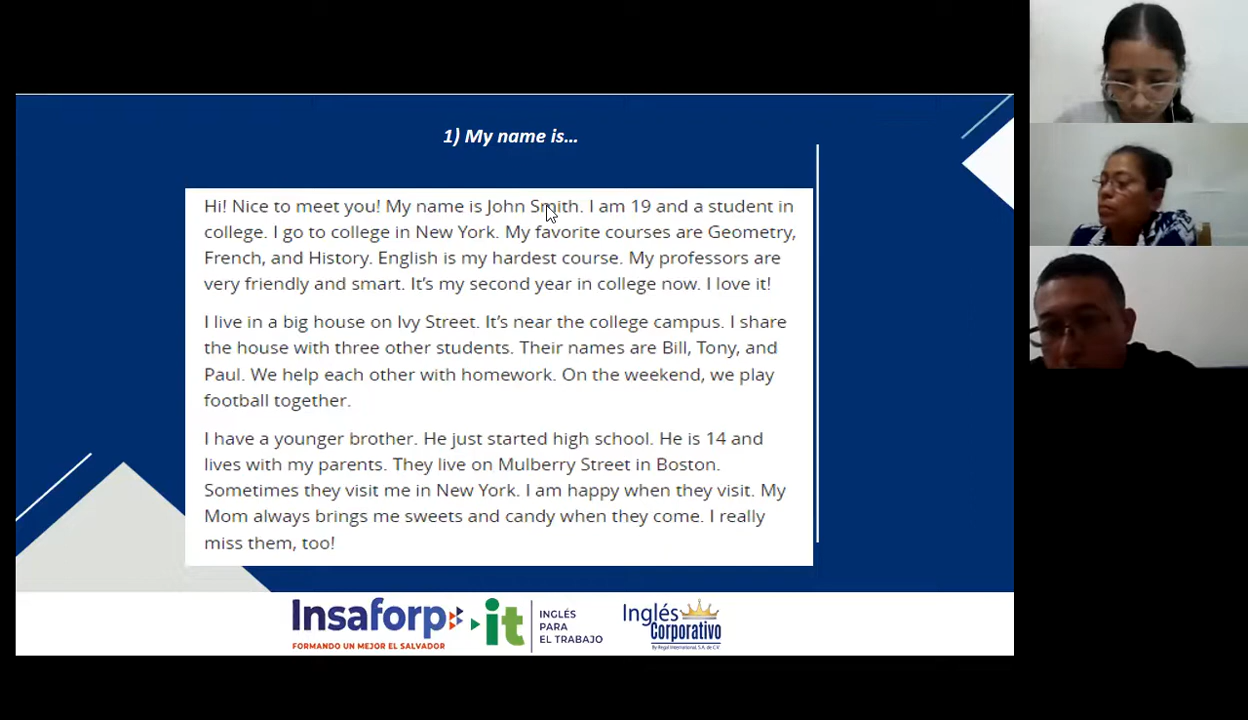 1) My name is...
Hi! Nice to meet you! My name is John Smith. I am 19 and a student in
college. I go to college in New York. My favorite courses are Geometry,
French, and History. English is my hardest course. My professors are
very friendly and smart. It's my second year in college now. I love it!
I live in a big house on Ivy Street. It's near the college campus. I share
the house with three other students. Their names are Bill, Tony, and
Paul. We help each other with homework. On the weekend, we play
football together.
I have a younger brother. He just started high school. He is 14 and
lives with my parents. They live on Mulberry Street in Boston.
Sometimes they visit me in New York. I am happy when they visit. My
Mom always brings me sweets and candy when they come. I really
miss them, too!
Insaforp
FORMANDO UN MEJOR EL SALVADOR
it
INGLÉS
PARA
EL TRABAJO
Inglés
Corporativo
By Regal International, S.A. de C.V.